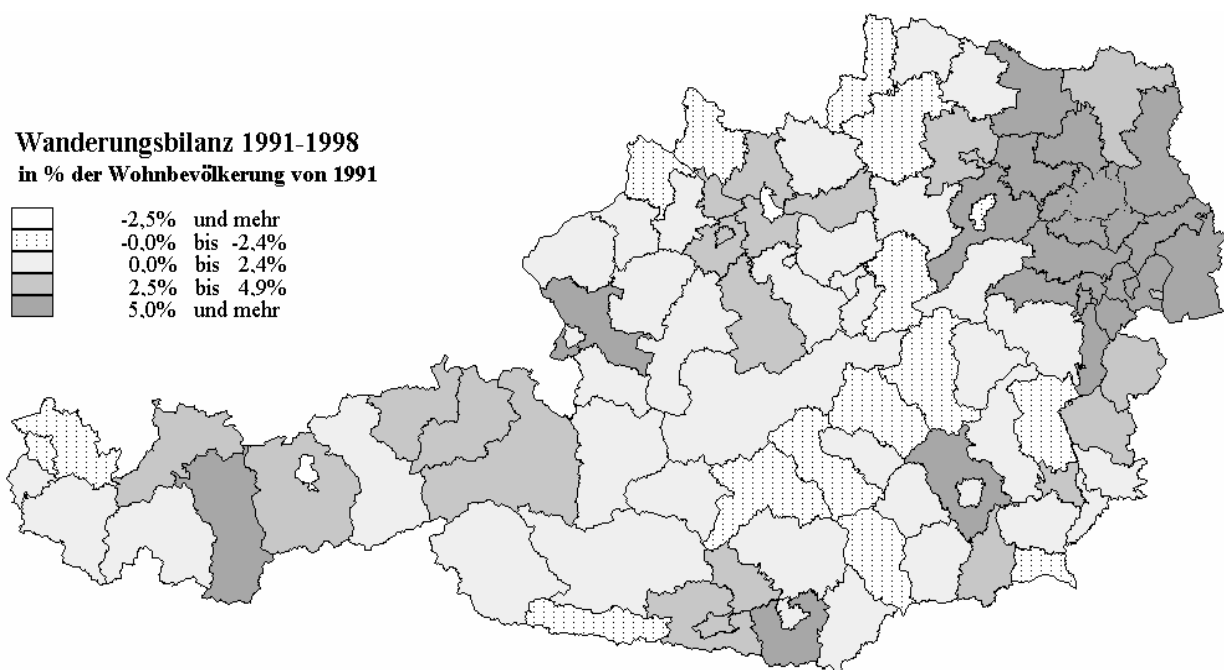 Wanderungsbilanz 1991-1998
in % der Wohnbevölkerung von 1991
-2,5% und mehr
-0,0% bis -2,4%
0,0% bis 2,4%
2,5% bis 4,9%
5,0% und mehr